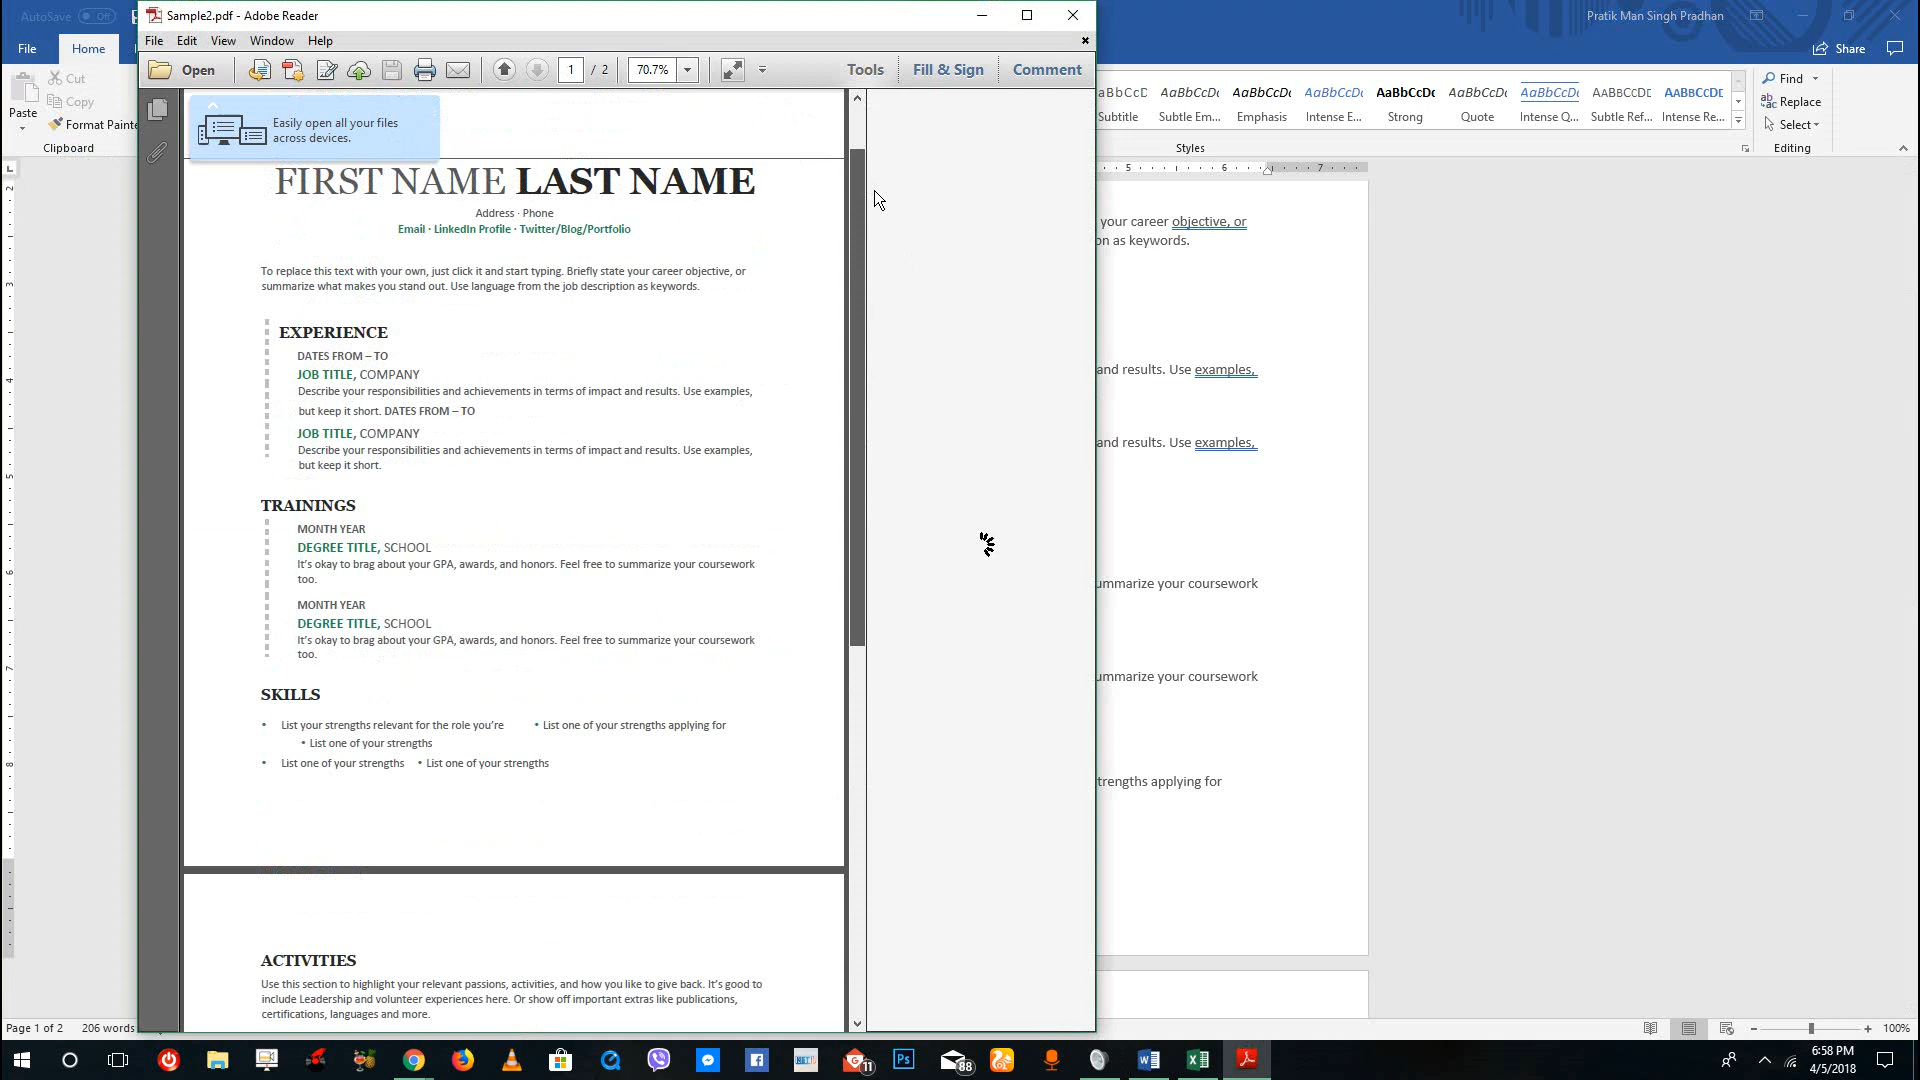 AutoSave Off
Pratik Man Singh Pradhan
Sample2.pdf - Adobe Reader
File Home
Share
File Edit View Window Help
Cut
Copy
Paste
Format Painte
Clipboard
Open
1 / 2
70.7%
Tools
Fill & Sign
Comment
aBbCcD AaBbCcDc AaBbCcDc AaBbCcDc AaBbCcDc AaBbCcDc AaBbCcDc AABBCCDE AABBCCDE
Subtitle Subtle Em... Emphasis Intense E... Strong Quote Intense Q... Subtle Ref... Intense Re...
Styles
Find
Replace
Select
Editing
Easily open all your files
across devices.
FIRST NAME LAST NAME
Address · Phone
Email · LinkedIn Profile · Twitter/Blog/Portfolio
To replace this text with your own, just click it and start typing. Briefly state your career objective, or
summarize what makes you stand out. Use language from the job description as keywords.
EXPERIENCE
DATES FROM – TO
JOB TITLE, COMPANY
Describe your responsibilities and achievements in terms of impact and results. Use examples,
but keep it short. DATES FROM – TO
JOB TITLE, COMPANY
Describe your responsibilities and achievements in terms of impact and results. Use examples,
but keep it short.
TRAININGS
MONTH YEAR
DEGREE TITLE, SCHOOL
It's okay to brag about your GPA, awards, and honors. Feel free to summarize your coursework
too.
MONTH YEAR
DEGREE TITLE, SCHOOL
It's okay to brag about your GPA, awards, and honors. Feel free to summarize your coursework
too.
SKILLS
• List your strengths relevant for the role you're • List one of your strengths applying for
• List one of your strengths
• List one of your strengths • List one of your strengths
ACTIVITIES
Use this section to highlight your relevant passions, activities, and how you like to give back. It's good to
include Leadership and volunteer experiences here. Or show off important extras like publications,
certifications, languages and more.
5 6 7
2
3
4
5
6
7
8
your career objective, or
on as keywords.
and results. Use examples,
and results. Use examples,
ummarize your coursework
ummarize your coursework
trengths applying for
Page 1 of 2 206 words
100%
11
Ps
88
6:58 PM
4/5/2018